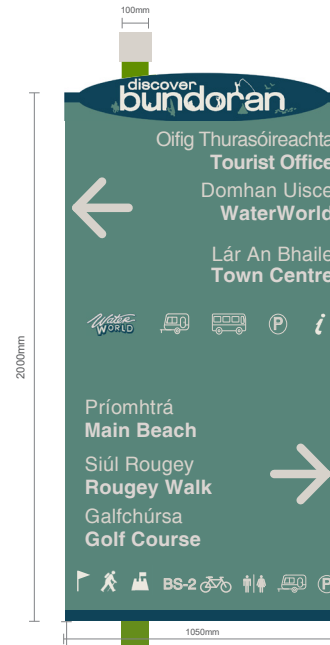 100mm
discover
bundoran
Oifig Thurasóireachta
Tourist Office
Domhan Uisce
WaterWorld
Lár An Bhaile
Town Centre
Water
WORLD
P
i
2000mm
Príomhtrá
Main Beach
Siúl Rougey
Rougey Walk
Galfchúrsa
Golf Course
BS-2
P
1050mm